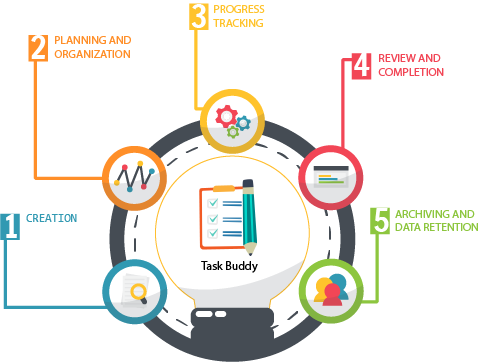 1 CREATION
2 PLANNING AND
ORGANIZATION
3 PROGRESS
TRACKING
4 REVIEW AND
COMPLETION
5 ARCHIVING AND
DATA RETENTION
Task Buddy